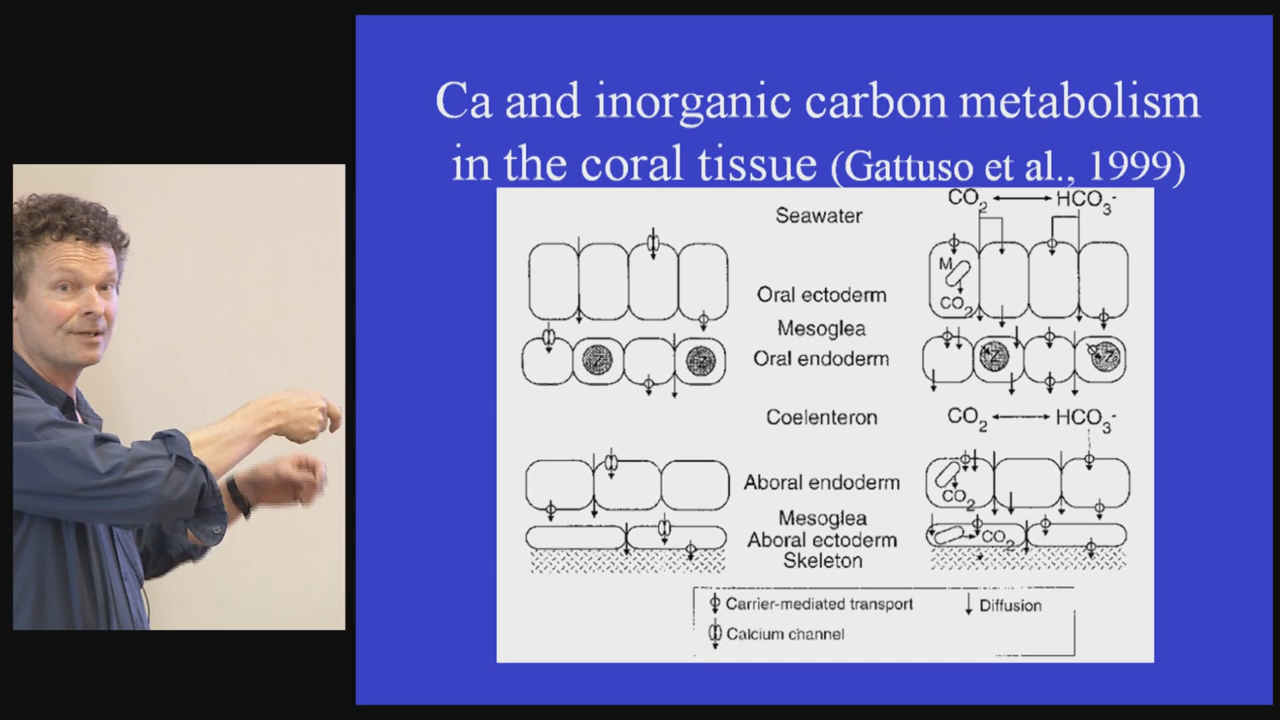 Ca and inorganic carbon metabolism
in the coral tissue (Gattuso et al., 1999)
CO₂ ⟷ HCO₃⁻
Seawater
M
CO₂
Oral ectoderm
Mesoglea
Oral endoderm
Z Z
Z Z
Coelenteron
CO₂ ⟷ HCO₃⁻
Aboral endoderm
CO₂
Mesoglea
Aboral ectoderm
CO₂
Skeleton
Carrier-mediated transport
Diffusion
Calcium channel